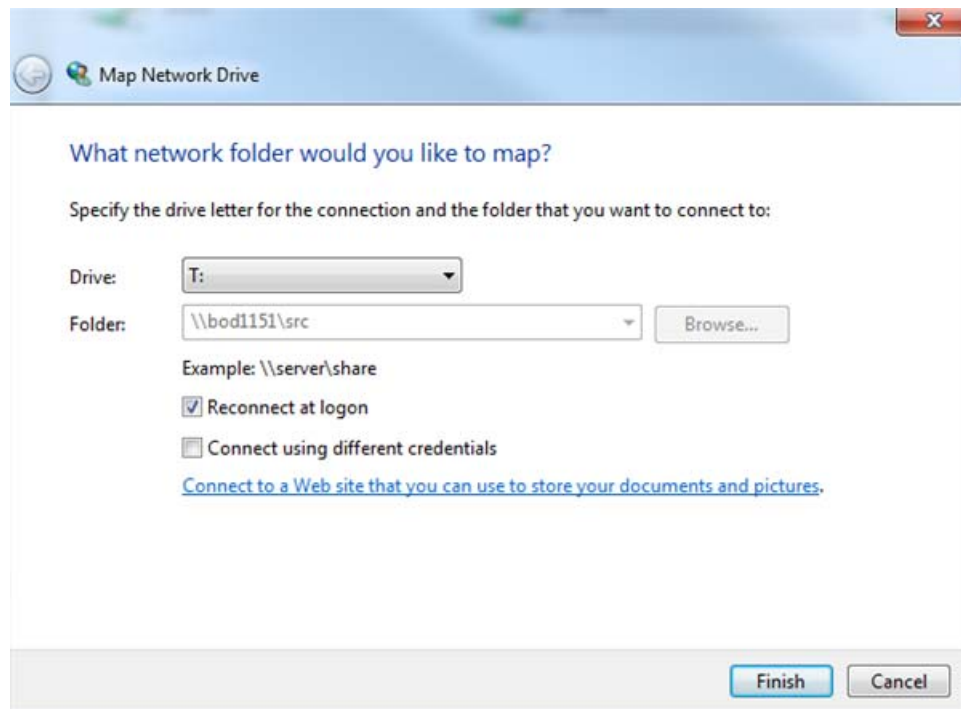 Map Network Drive
What network folder would you like to map?
Specify the drive letter for the connection and the folder that you want to connect to:
Drive: T:
Folder: \\bod1151\src Browse...
Example: \\server\share
Reconnect at logon
Connect using different credentials
Connect to a Web site that you can use to store your documents and pictures.
Finish Cancel